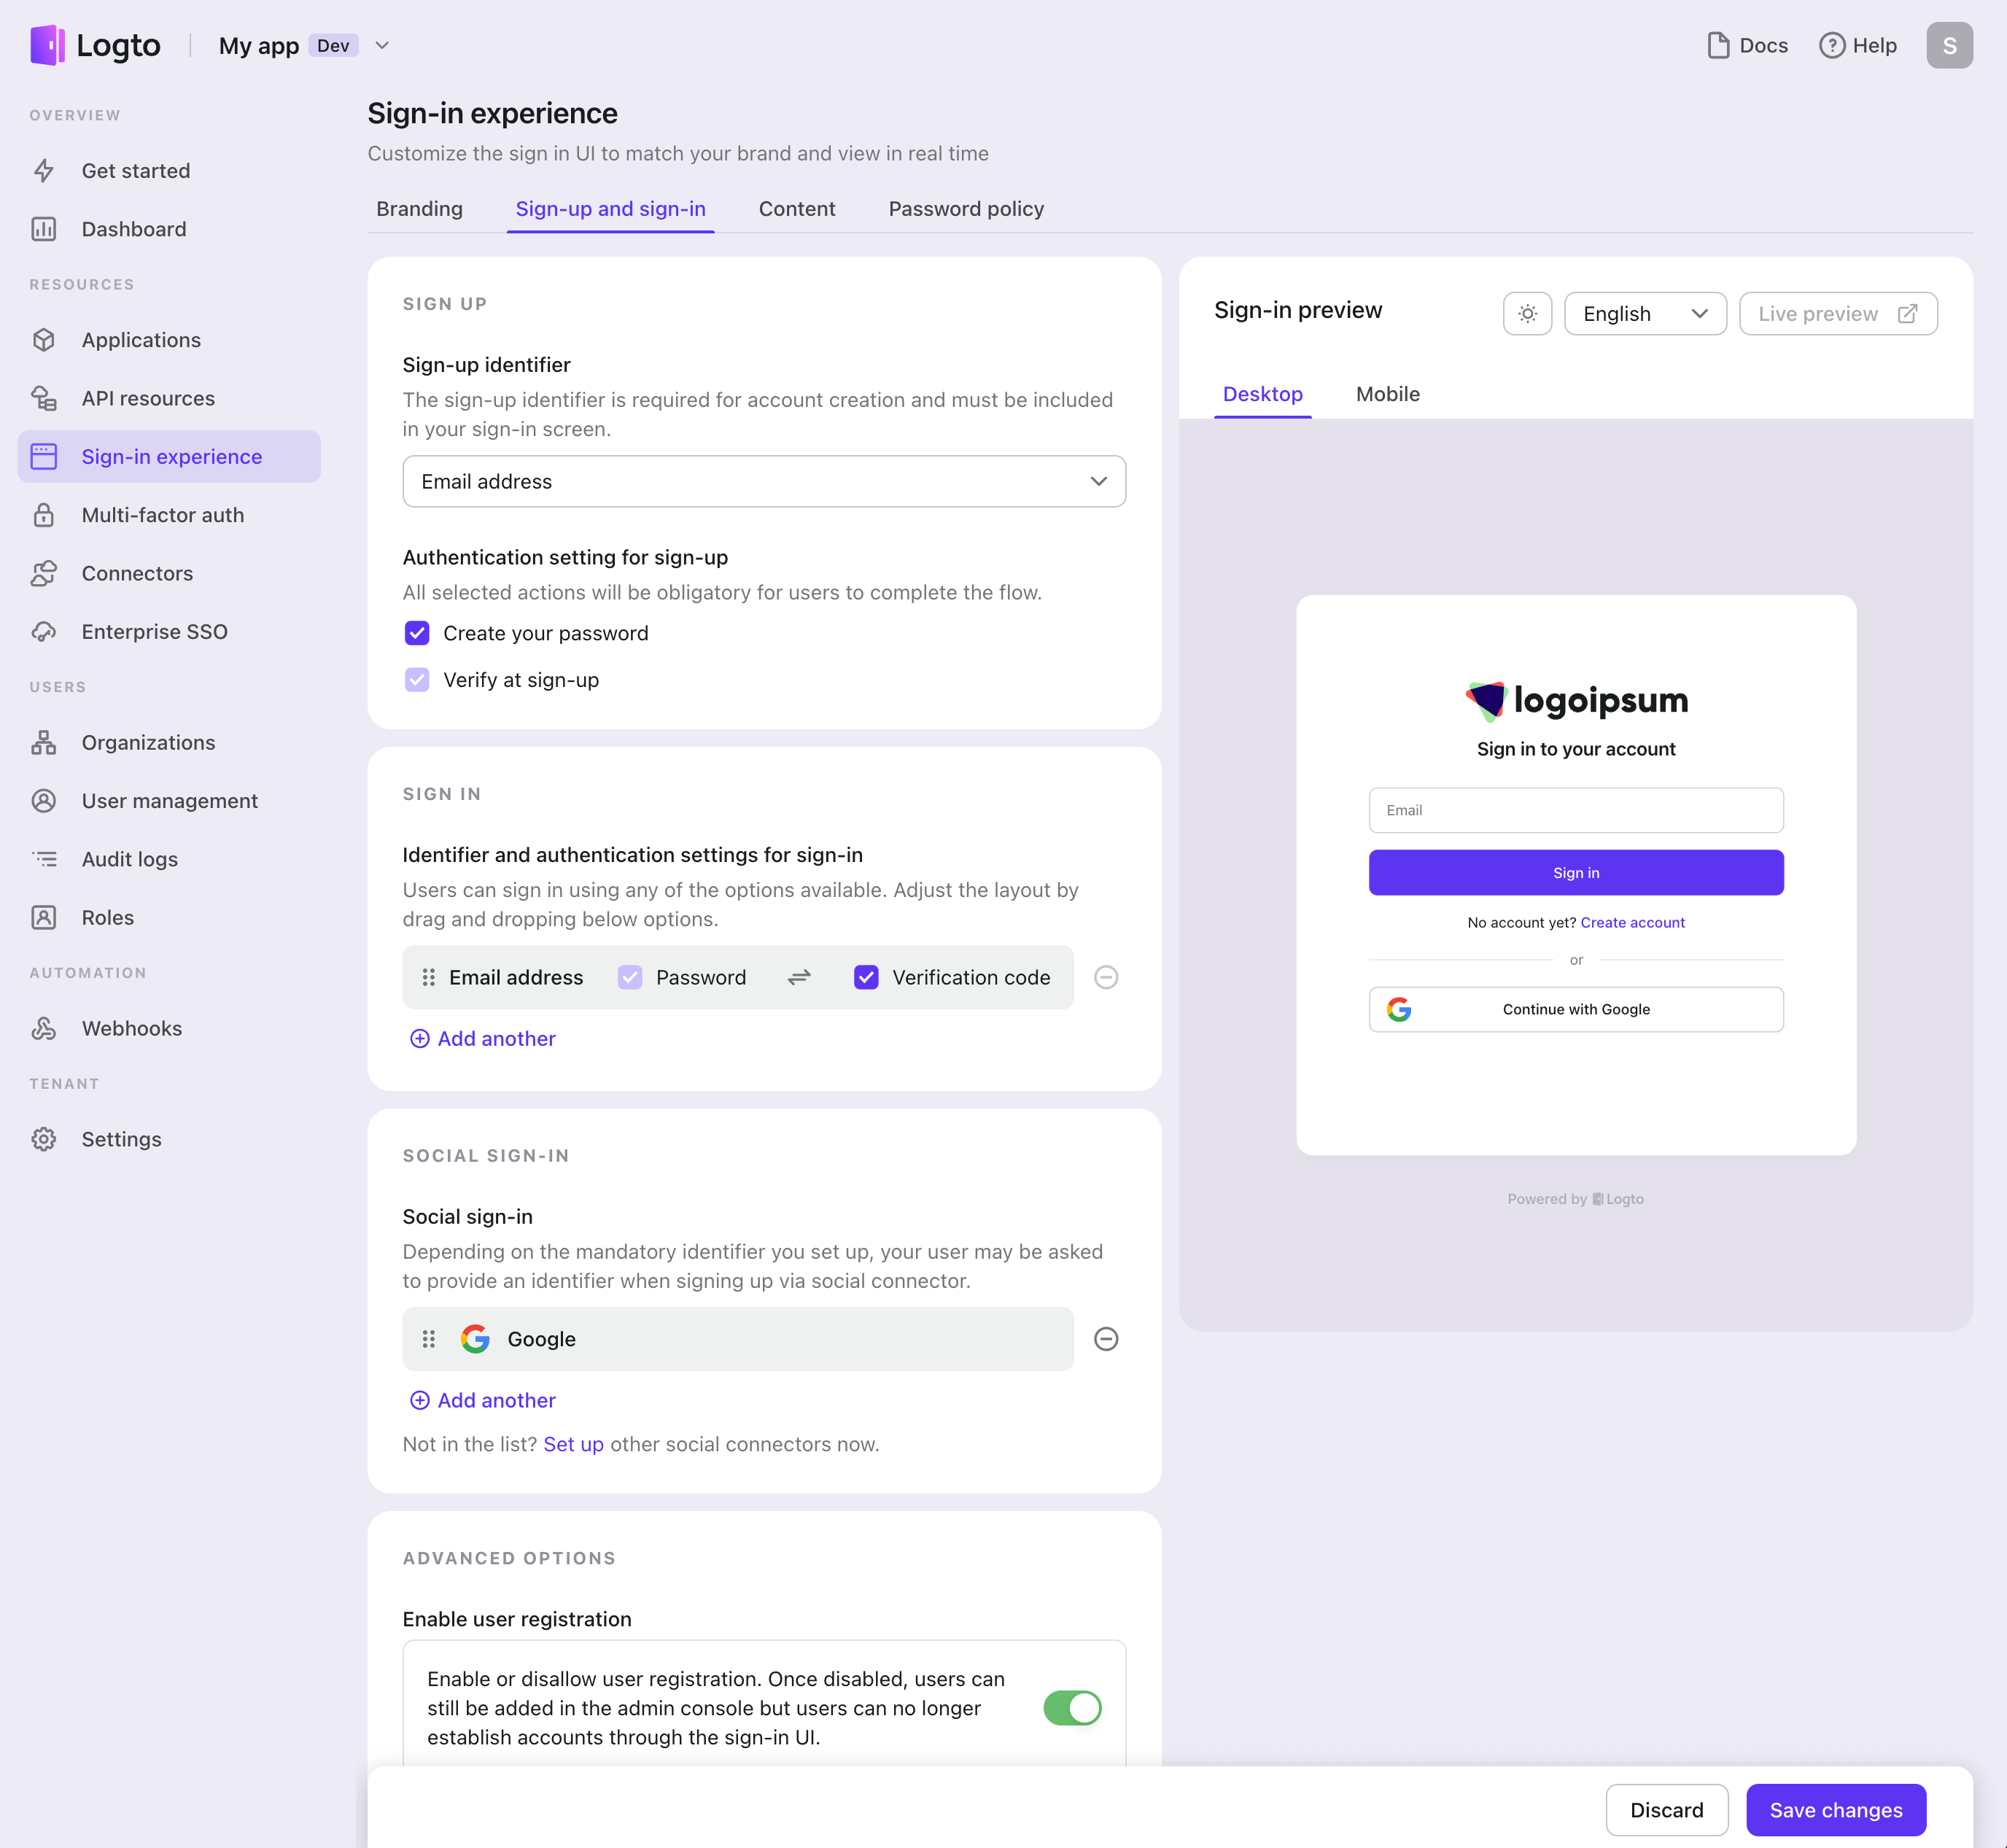 Logto
My app Dev
Docs
Help
S
OVERVIEW
Get started
Dashboard
RESOURCES
Applications
API resources
Sign-in experience
Multi-factor auth
Connectors
Enterprise SSO
USERS
Organizations
User management
Audit logs
Roles
AUTOMATION
Webhooks
TENANT
Settings
Sign-in experience
Customize the sign in UI to match your brand and view in real time
Branding Sign-up and sign-in Content Password policy
SIGN UP
Sign-up identifier
The sign-up identifier is required for account creation and must be included
in your sign-in screen.
Email address
Authentication setting for sign-up
All selected actions will be obligatory for users to complete the flow.
Create your password
Verify at sign-up
SIGN IN
Identifier and authentication settings for sign-in
Users can sign in using any of the options available. Adjust the layout by
drag and dropping below options.
Email address Password Verification code
Add another
SOCIAL SIGN-IN
Social sign-in
Depending on the mandatory identifier you set up, your user may be asked
to provide an identifier when signing up via social connector.
Google
Add another
Not in the list? Set up other social connectors now.
ADVANCED OPTIONS
Enable user registration
Enable or disallow user registration. Once disabled, users can
still be added in the admin console but users can no longer
establish accounts through the sign-in UI.
Sign-in preview
English
Live preview
Desktop Mobile
logoipsum
Sign in to your account
Email
Sign in
No account yet? Create account
or
Continue with Google
Powered by Logto
Discard
Save changes